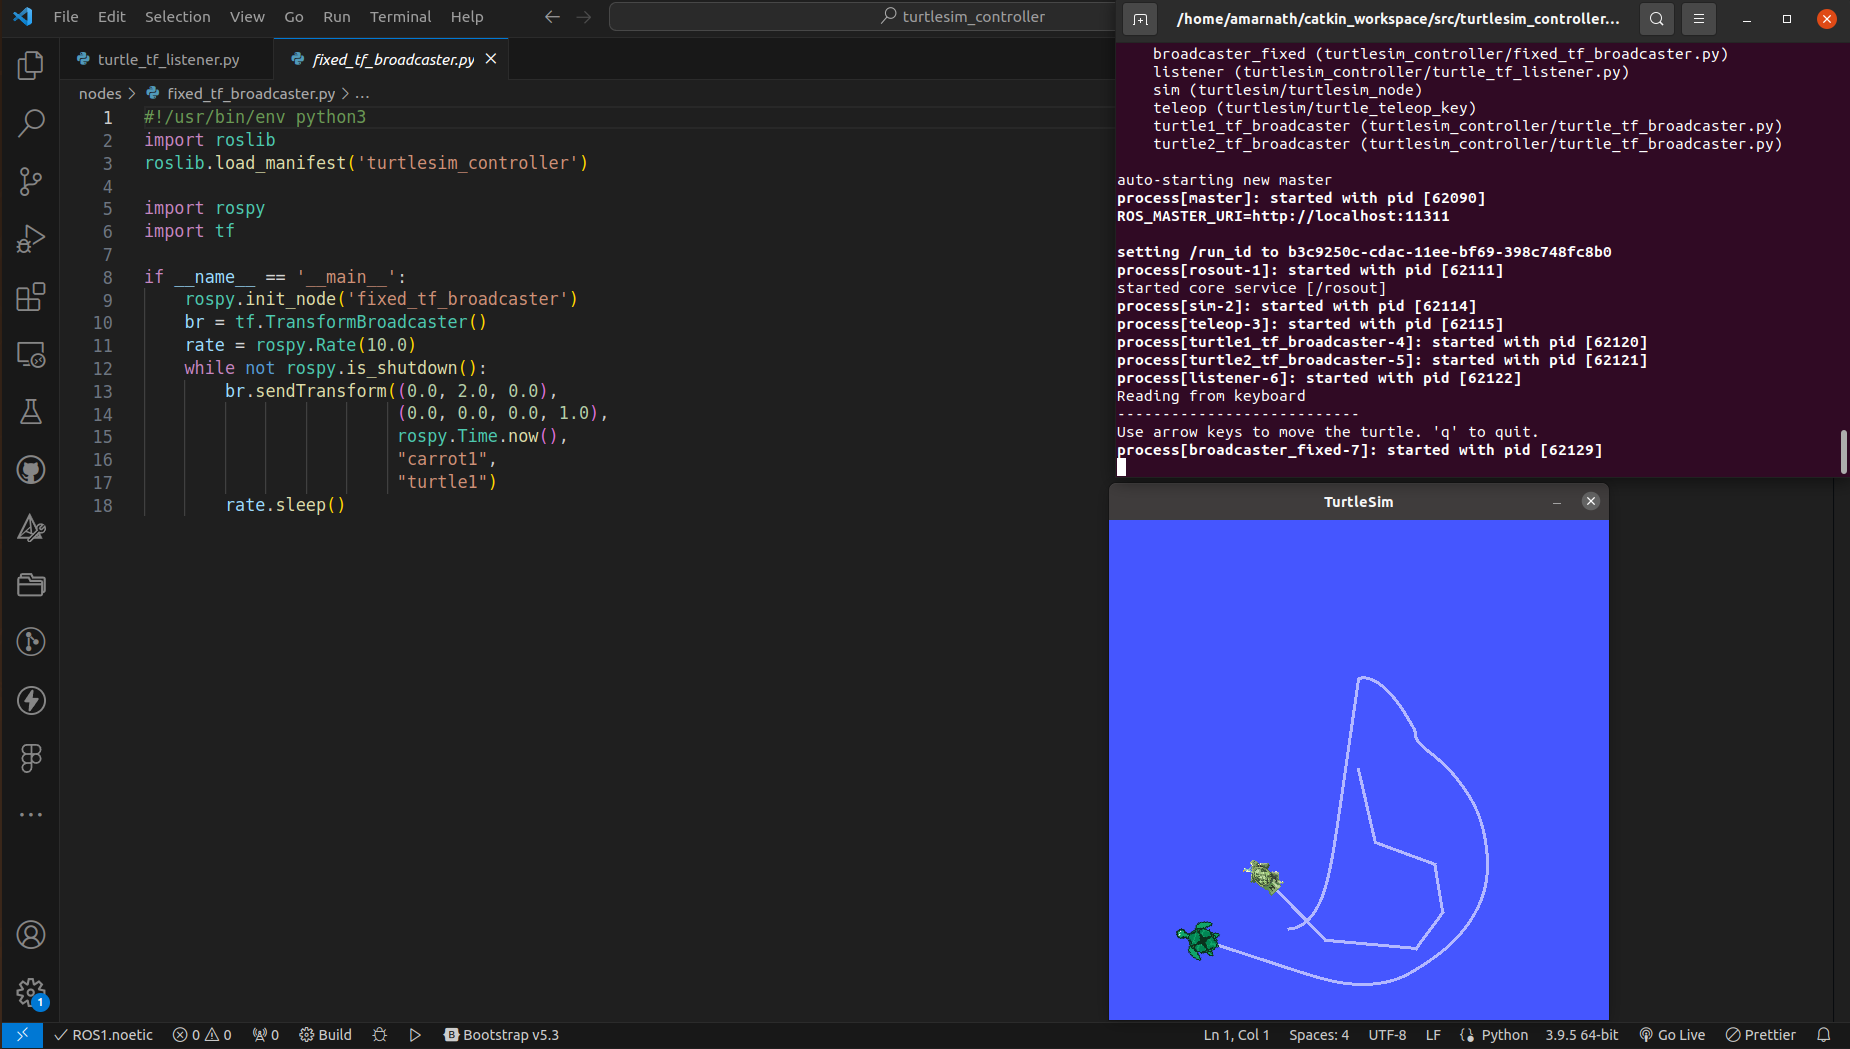 File Edit Selection View Go Run Terminal Help
turtlesim_controller
turtle_tf_listener.py
fixed_tf_broadcaster.py
nodes > fixed_tf_broadcaster.py > ...
1 #!/usr/bin/env python3
2 import roslib
3 roslib.load_manifest('turtlesim_controller')
4
5 import rospy
6 import tf
7
8 if __name__ == '__main__':
9 rospy.init_node('fixed_tf_broadcaster')
10 br = tf.TransformBroadcaster()
11 rate = rospy.Rate(10.0)
12 while not rospy.is_shutdown():
13 br.sendTransform((0.0, 2.0, 0.0),
14 (0.0, 0.0, 0.0, 1.0),
15 rospy.Time.now(),
16 "carrot1",
17 "turtle1")
18 rate.sleep()
/home/amarnath/catkin_workspace/src/turtlesim_controller...
broadcaster_fixed (turtlesim_controller/fixed_tf_broadcaster.py)
listener (turtlesim_controller/turtle_tf_listener.py)
sim (turtlesim/turtlesim_node)
teleop (turtlesim/turtle_teleop_key)
turtle1_tf_broadcaster (turtlesim_controller/turtle_tf_broadcaster.py)
turtle2_tf_broadcaster (turtlesim_controller/turtle_tf_broadcaster.py)
auto-starting new master
process[master]: started with pid [62090]
ROS_MASTER_URI=http://localhost:11311
setting /run_id to b3c9250c-cdac-11ee-bf69-398c748fc8b0
process[rosout-1]: started with pid [62111]
started core service [/rosout]
process[sim-2]: started with pid [62114]
process[teleop-3]: started with pid [62115]
process[turtle1_tf_broadcaster-4]: started with pid [62120]
process[turtle2_tf_broadcaster-5]: started with pid [62121]
process[listener-6]: started with pid [62122]
Reading from keyboard
---------------------------
Use arrow keys to move the turtle. 'q' to quit.
process[broadcaster_fixed-7]: started with pid [62129]
TurtleSim
1
ROS1.noetic 0 0 0 Build B Bootstrap v5.3
Ln 1, Col 1 Spaces: 4 UTF-8 LF Python 3.9.5 64-bit Go Live Prettier